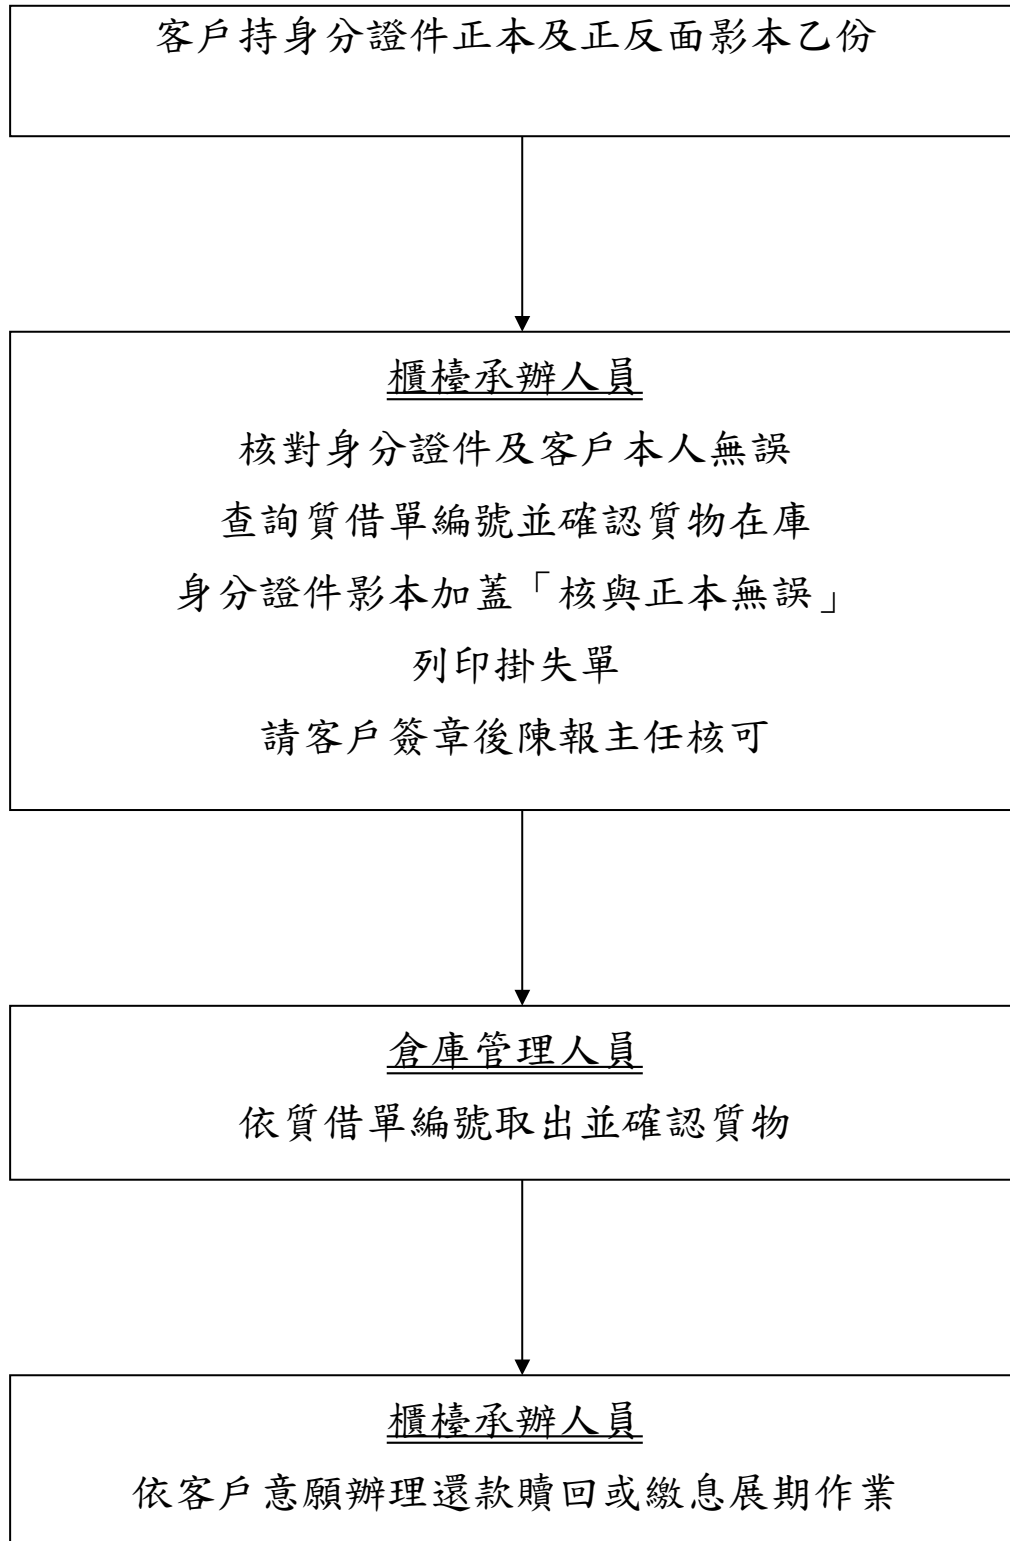 客戶持身分證件正本及正反面影本乙份
櫃檯承辦人員
核對身分證件及客戶本人無誤
查詢質借單編號並確認質物在庫
身分證件影本加蓋「核與正本無誤」
列印掛失單
請客戶簽章後陳報主任核可
倉庫管理人員
依質借單編號取出並確認質物
櫃檯承辦人員
依客戶意願辦理還款贖回或繳息展期作業